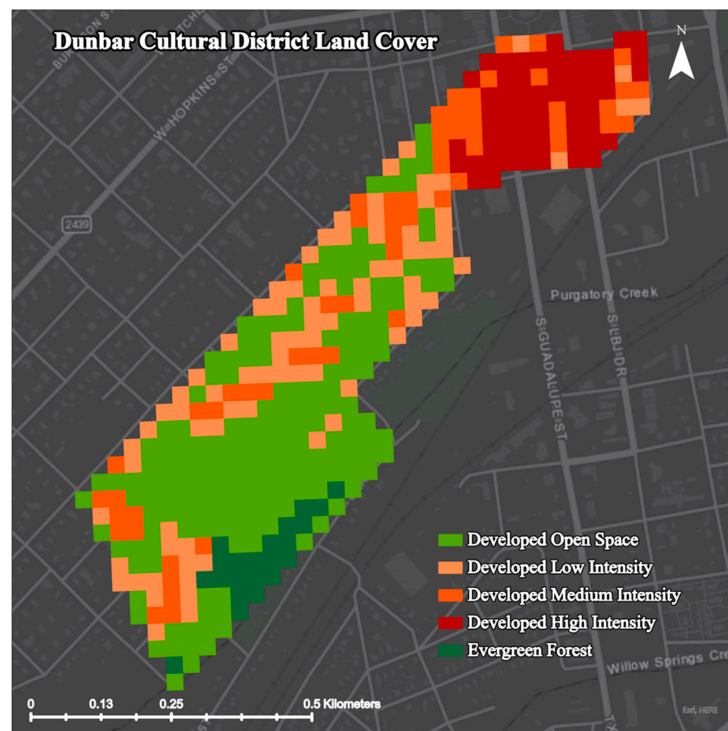 Dunbar Cultural District Land Cover
N
W HOPKINS ST
2439
Purgatory Creek
S GUADALUPE ST
S LBJ DR
Developed Open Space
Developed Low Intensity
Developed Medium Intensity
Developed High Intensity
Evergreen Forest
Willow Springs Cre
0
0.13
0.25
0.5 Kilometers
Esri, HERE